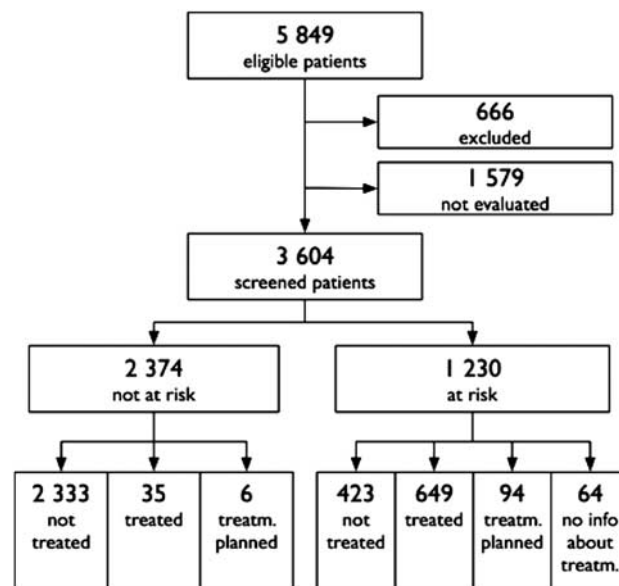 5 849
eligible patients
666
excluded
1 579
not evaluated
3 604
screened patients
2 374
not at risk
1 230
at risk
2 333
not
treated
35
treated
6
treatm.
planned
423
not
treated
649
treated
94
treatm.
planned
64
no info
about
treatm.